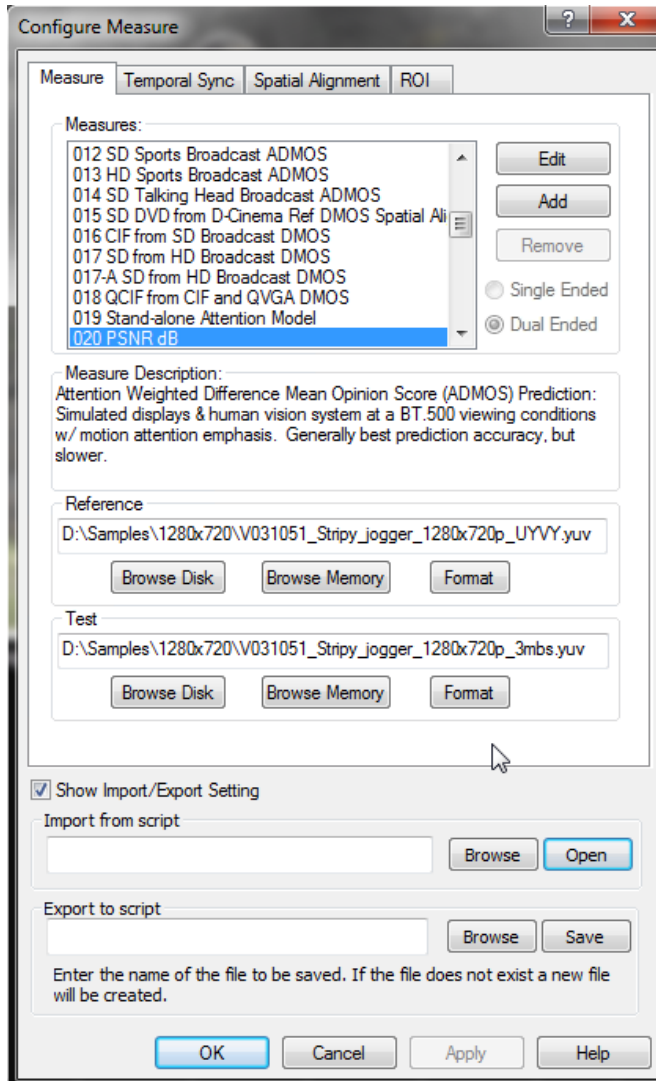 Configure Measure
Measure
Temporal Sync
Spatial Alignment
ROI
Measures:
012 SD Sports Broadcast ADMOS
013 HD Sports Broadcast ADMOS
014 SD Talking Head Broadcast ADMOS
015 SD DVD from D-Cinema Ref DMOS Spatial Ali
016 CIF from SD Broadcast DMOS
017 SD from HD Broadcast DMOS
017-A SD from HD Broadcast DMOS
018 QCIF from CIF and QVGA DMOS
019 Stand-alone Attention Model
020 PSNR dB
Edit
Add
Remove
Single Ended
Dual Ended
Measure Description:
Attention Weighted Difference Mean Opinion Score (ADMOS) Prediction:
Simulated displays & human vision system at a BT.500 viewing conditions
w/ motion attention emphasis. Generally best prediction accuracy, but
slower.
Reference
D:\Samples\1280x720\V031051_Stripy_jogger_1280x720p_UYVY.yuv
Browse Disk
Browse Memory
Format
Test
D:\Samples\1280x720\V031051_Stripy_jogger_1280x720p_3mbs.yuv
Browse Disk
Browse Memory
Format
Show Import/Export Setting
Import from script
Browse
Open
Export to script
Browse
Save
Enter the name of the file to be saved. If the file does not exist a new file
will be created.
OK
Cancel
Apply
Help